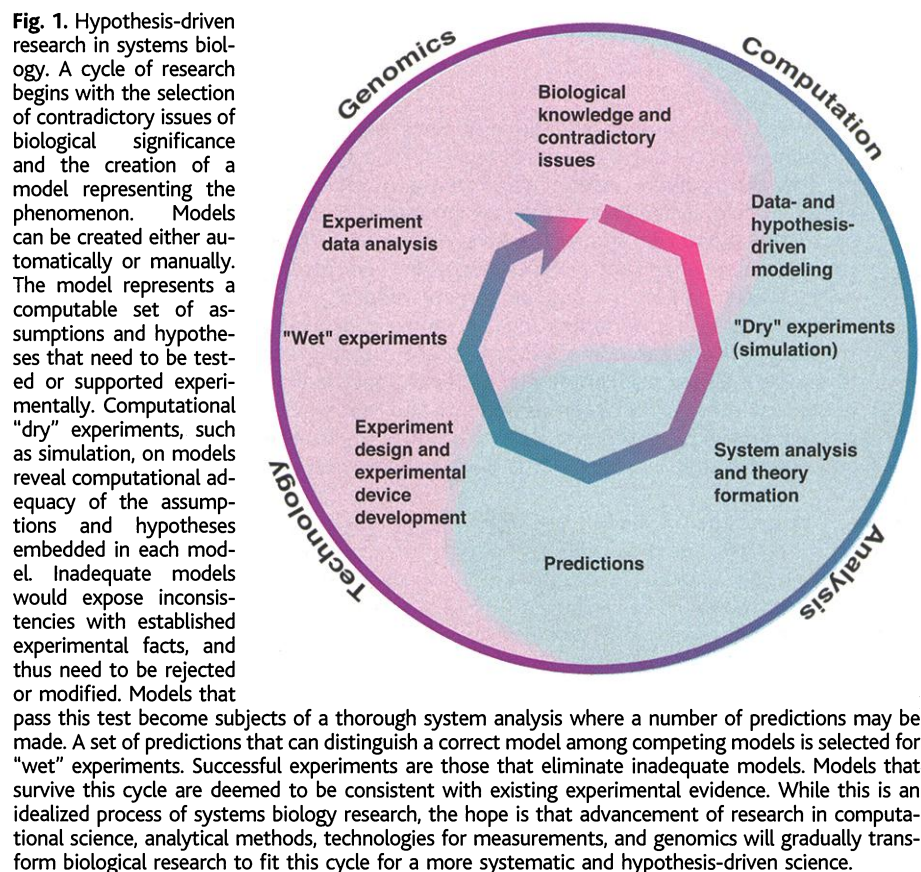 Fig. 1. Hypothesis-driven
research in systems biol-
ogy. A cycle of research
begins with the selection
of contradictory issues of
biological significance
and the creation of a
model representing the
phenomenon. Models
can be created either au-
tomatically or manually.
The model represents a
computable set of as-
sumptions and hypothe-
ses that need to be test-
ed or supported experi-
mentally. Computational
“dry” experiments, such
as simulation, on models
reveal computational ad-
equacy of the assump-
tions and hypotheses
embedded in each mod-
el. Inadequate models
would expose inconsis-
tencies with established
experimental facts, and
thus need to be rejected
or modified. Models that
pass this test become subjects of a thorough system analysis where a number of predictions may be
made. A set of predictions that can distinguish a correct model among competing models is selected for
“wet” experiments. Successful experiments are those that eliminate inadequate models. Models that
survive this cycle are deemed to be consistent with existing experimental evidence. While this is an
idealized process of systems biology research, the hope is that advancement of research in computa-
tional science, analytical methods, technologies for measurements, and genomics will gradually trans-
form biological research to fit this cycle for a more systematic and hypothesis-driven science.
Genomics
Computation
Biological
knowledge and
contradictory
issues
Data- and
hypothesis-
driven
modeling
"Dry" experiments
(simulation)
System analysis
and theory
formation
Analysis
Predictions
Experiment
design and
experimental
device
development
Technology
"Wet" experiments
Experiment
data analysis